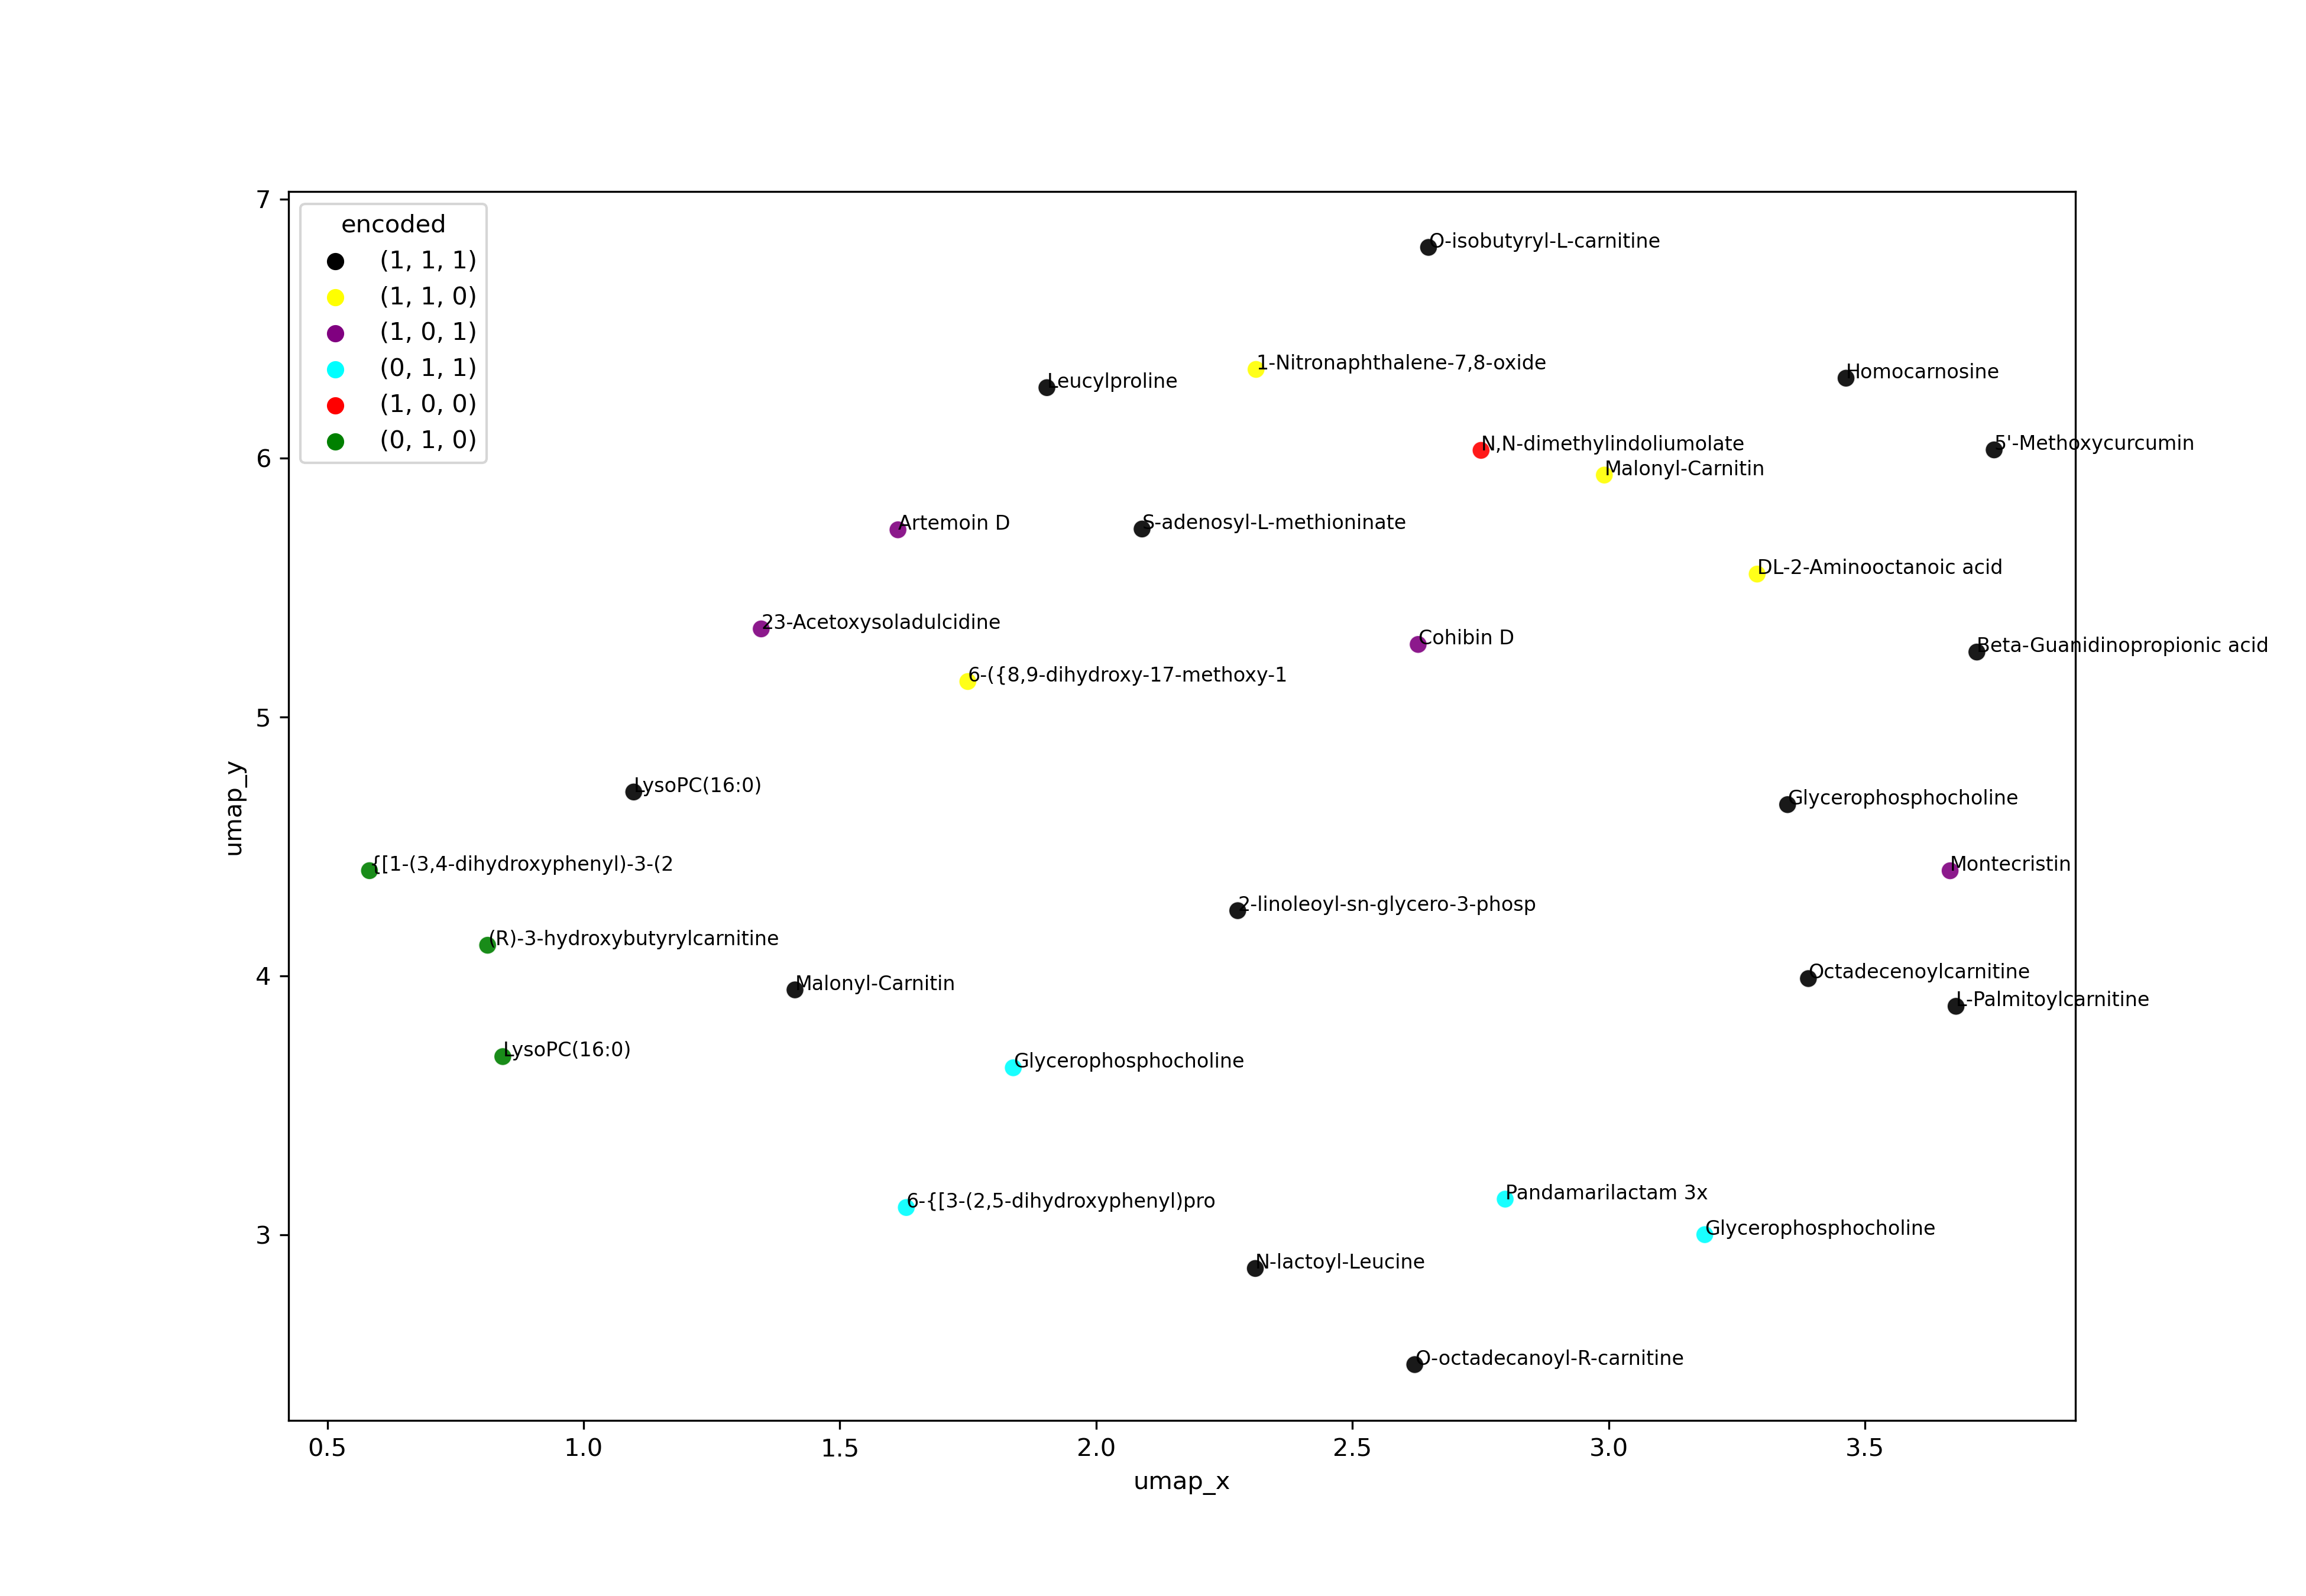 7
encoded
(1, 1, 1)
(1, 1, 0)
(1, 0, 1)
(0, 1, 1)
(1, 0, 0)
(0, 1, 0)
O-isobutyryl-L-carnitine
1-Nitronaphthalene-7,8-oxide
Homocarnosine
Leucylproline
N,N-dimethylindoliumolate
5'-Methoxycurcumin
6
Malonyl-Carnitin
Artemoin D
S-adenosyl-L-methioninate
DL-2-Aminooctanoic acid
23-Acetoxysoladulcidine
Cohibin D
Beta-Guanidinopropionic acid
6-({8,9-dihydroxy-17-methoxy-1
5
LysoPC(16:0)
Glycerophosphocholine
umap_y
{[1-(3,4-dihydroxyphenyl)-3-(2
Montecristin
2-linoleoyl-sn-glycero-3-phosp
(R)-3-hydroxybutyrylcarnitine
4
Malonyl-Carnitin
Octadecenoylcarnitine
L-Palmitoylcarnitine
LysoPC(16:0)
Glycerophosphocholine
6-{[3-(2,5-dihydroxyphenyl)pro
Pandamarilactam 3x
3
Glycerophosphocholine
N-lactoyl-Leucine
O-octadecanoyl-R-carnitine
0.5 1.0 1.5 2.0 2.5 3.0 3.5
umap_x